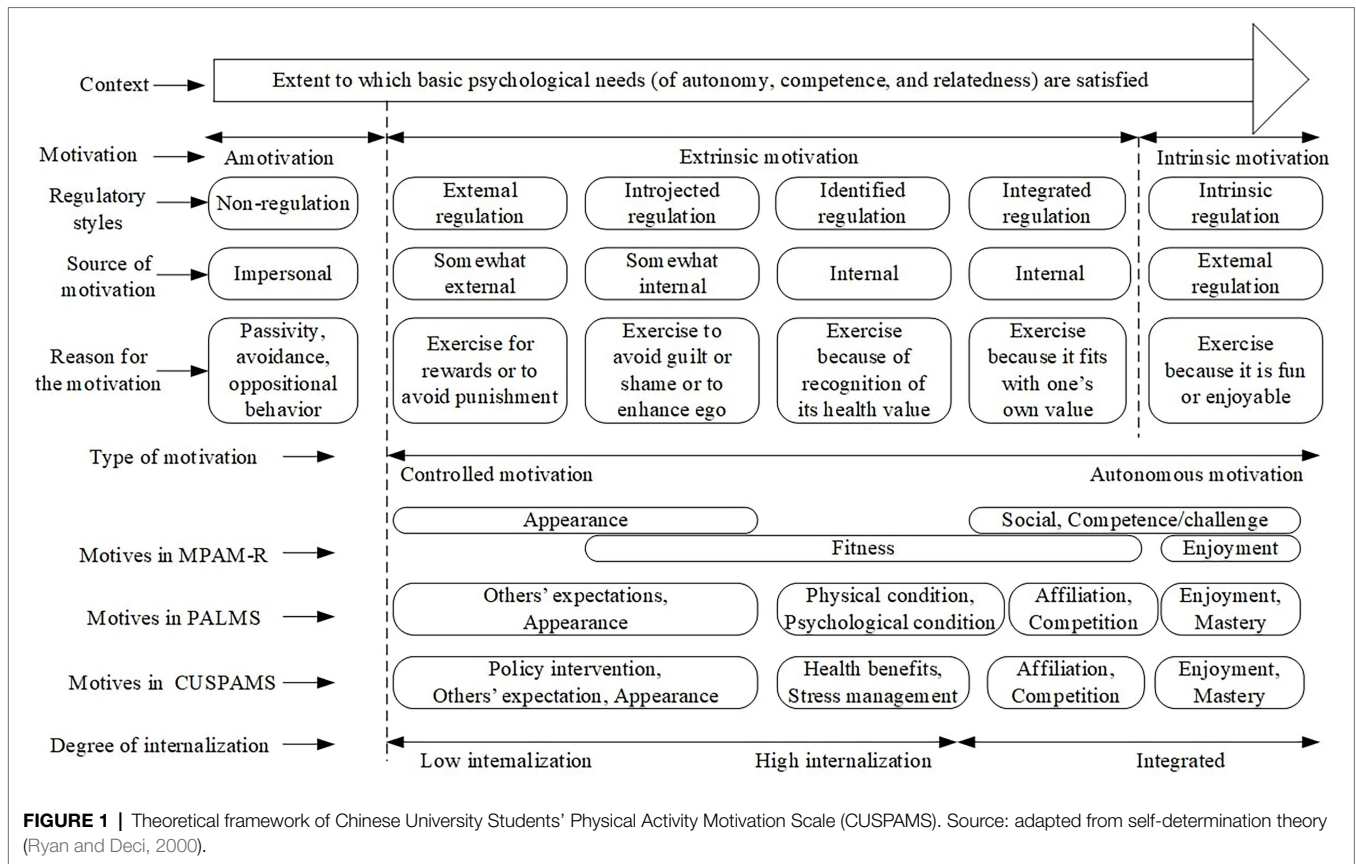 Context
Extent to which basic psychological needs (of autonomy, competence, and relatedness) are satisfied
Motivation
Amotivation
Extrinsic motivation
Intrinsic motivation
Regulatory
styles
Non-regulation
External
regulation
Introjected
regulation
Identified
regulation
Integrated
regulation
Intrinsic
regulation
Source of
motivation
Impersonal
Somewhat
external
Somewhat
internal
Internal
Internal
External
regulation
Reason for
the motivation
Passivity,
avoidance,
oppositional
behavior
Exercise for
rewards or to
avoid punishment
Exercise to
avoid guilt or
shame or to
enhance ego
Exercise
because of
recognition of
its health value
Exercise
because it fits
with one's
own value
Exercise
because it is fun
or enjoyable
Type of motivation
Controlled motivation
Autonomous motivation
Motives in MPAM-R
Appearance
Social, Competence/challenge
Fitness
Enjoyment
Motives in PALMS
Others' expectations,
Appearance
Physical condition,
Psychological condition
Affiliation,
Competition
Enjoyment,
Mastery
Motives in CUSPAMS
Policy intervention,
Others' expectation, Appearance
Health benefits,
Stress management
Affiliation,
Competition
Enjoyment,
Mastery
Degree of internalization
Low internalization
High internalization
Integrated
FIGURE 1 | Theoretical framework of Chinese University Students' Physical Activity Motivation Scale (CUSPAMS). Source: adapted from self-determination theory
(Ryan and Deci, 2000).